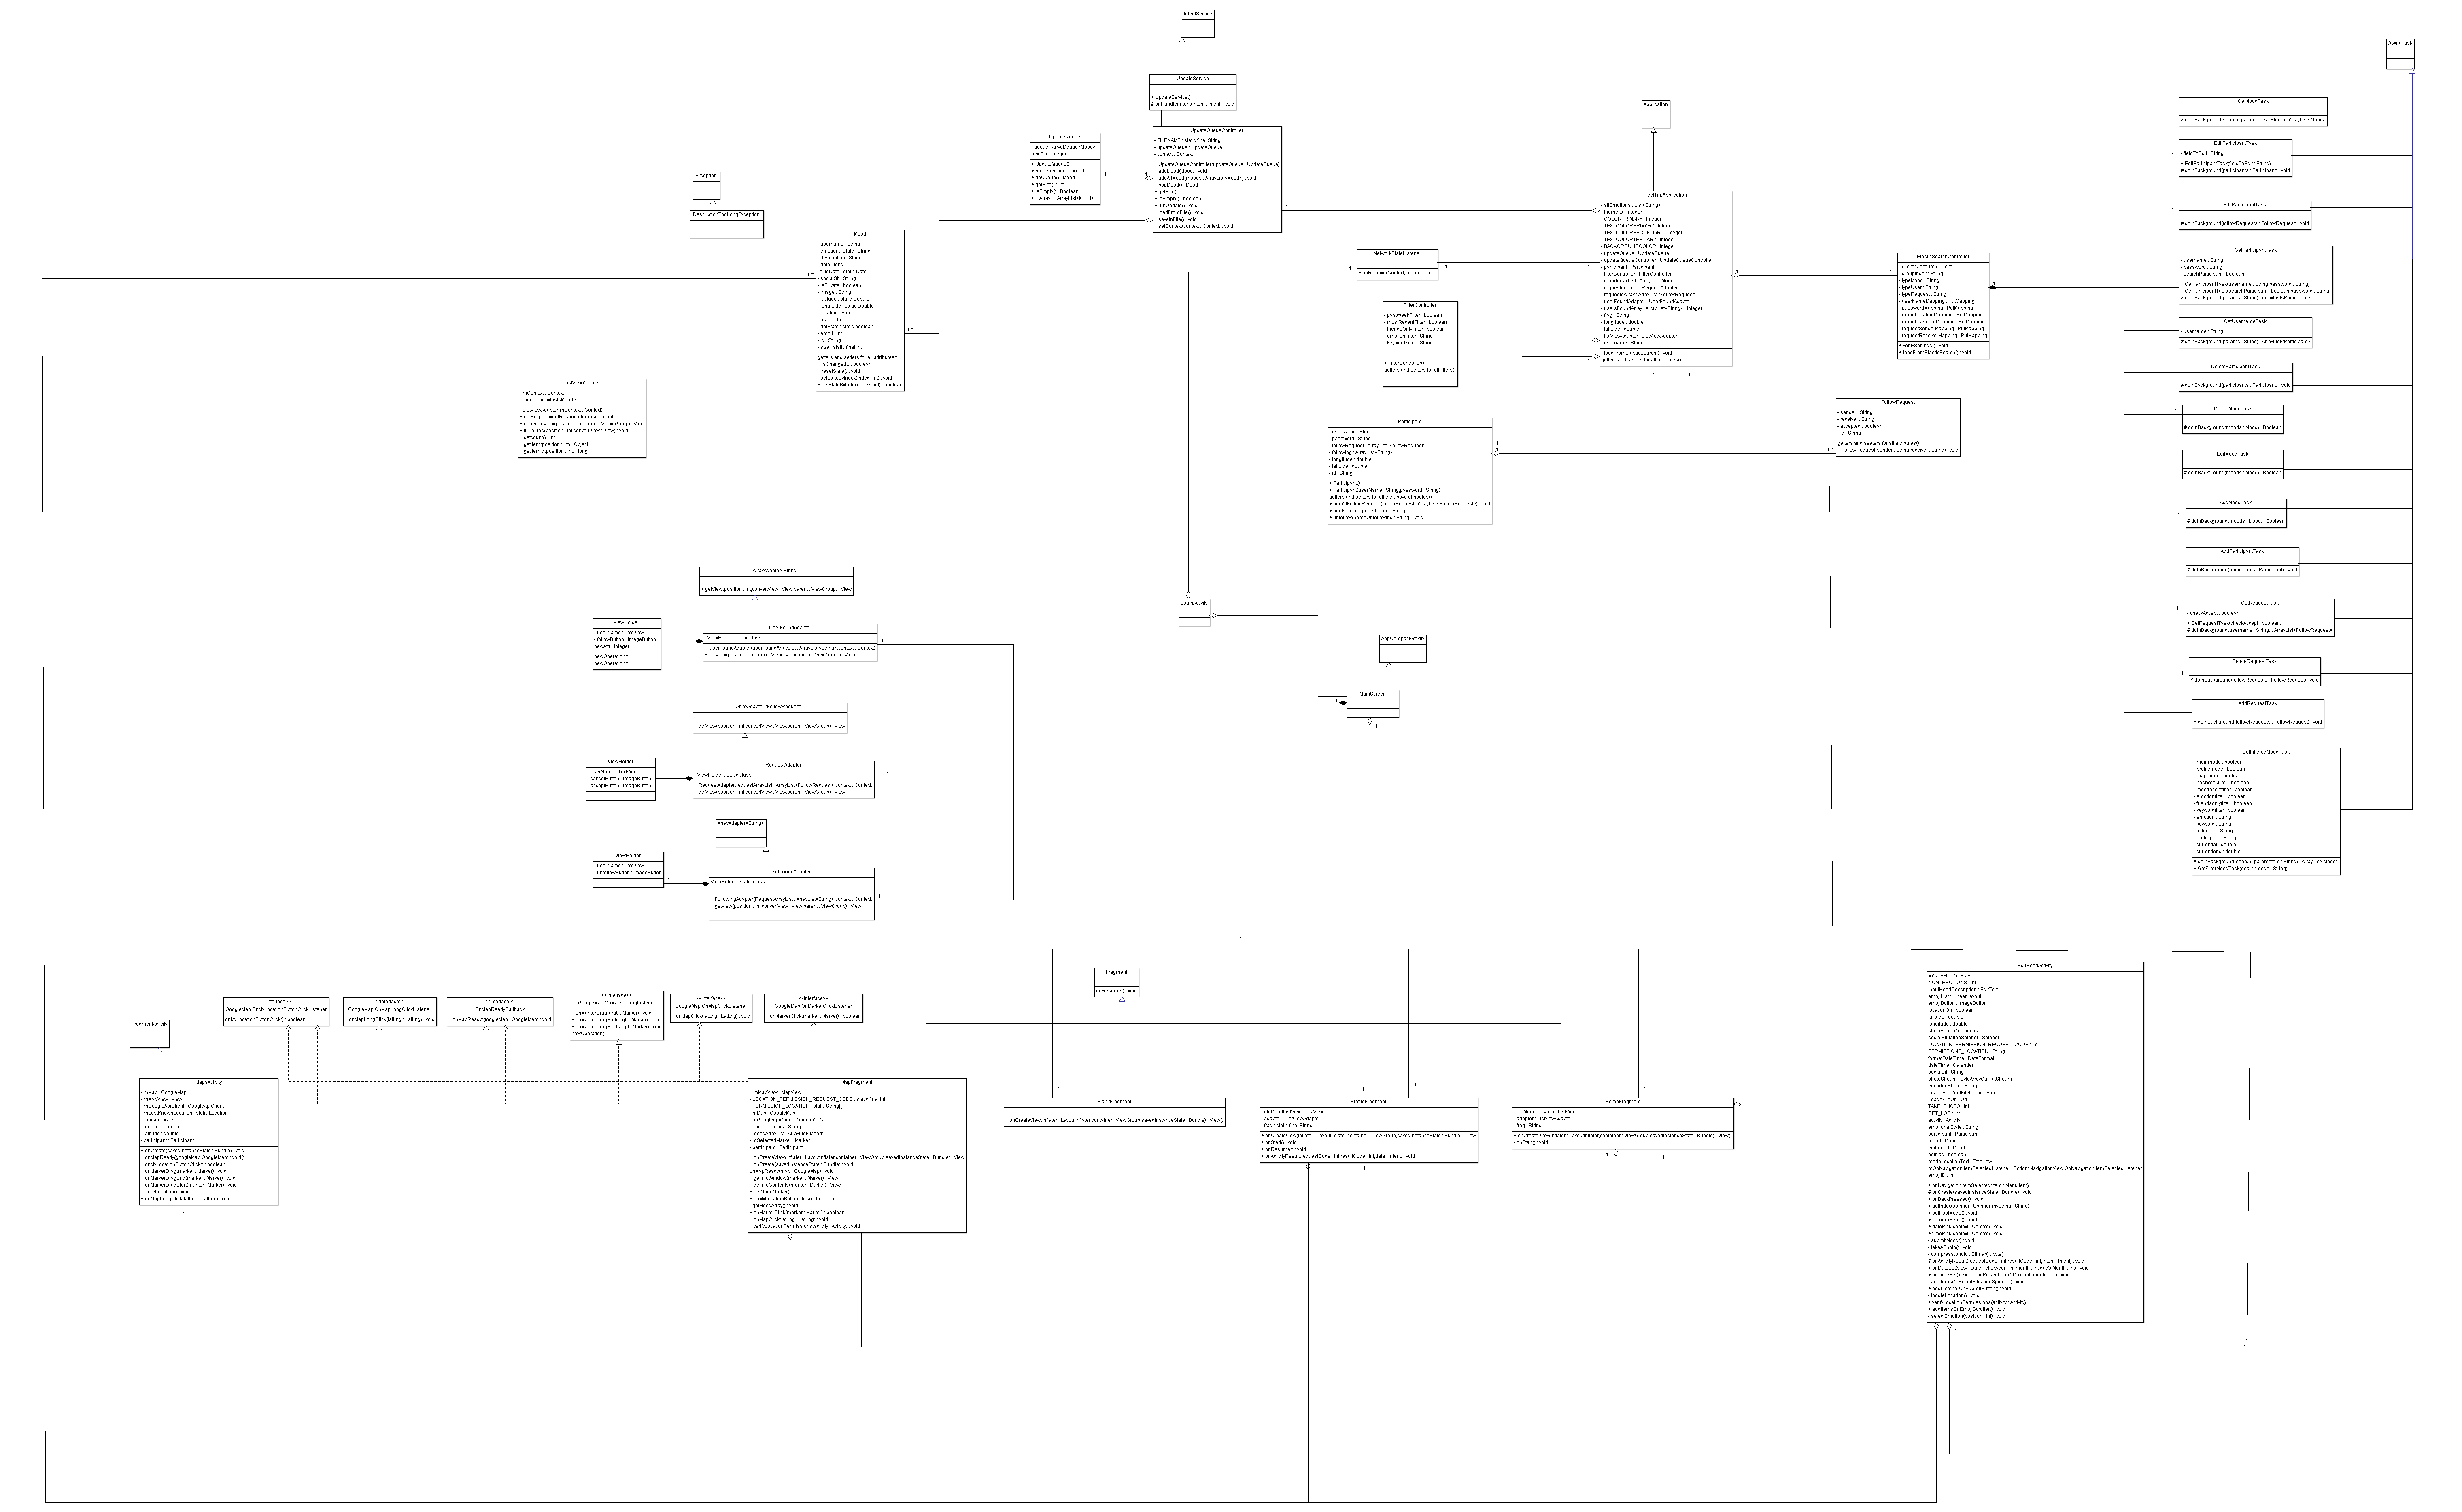 IntentService
UpdateService
+ UpdateService()
# onHandlerIntent(intent : Intent) : void
AsyncTask
Application
UpdateQueue
- queue : ArrayDeque<Mood>
newAttr : Integer
+ UpdateQueue()
+enqueue(mood : Mood) : void
+ deQueue() : Mood
+ getSize() : int
+ isEmpty() : Boolean
+ toArray() : ArrayList<Mood>
UpdateQueueController
- FILENAME : static final String
- updateQueue : UpdateQueue
- context : Context
+ UpdateQueueController(updateQueue : UpdateQueue)
+ addMood(Mood) : void
+ addAllMood(moods : ArrayList<Mood>) : void
+ popMood() : Mood
+ getSize() : int
+ isEmpty() : boolean
+ runUpdate() : void
+ loadFromFile() : void
+ saveInFile() : void
+ setContext(context : Context) : void
Exception
DescriptionTooLongException
Mood
- username : String
- emotionalState : String
- description : String
- date : long
- trueDate : static Date
- socialSit : String
- isPrivate : boolean
- image : String
- latitude : static Dobule
- longitude : static Double
- location : String
- made : Long
- detState : static boolean
- emoji : int
- id : String
- size : static final int
getters and setters for all attributes()
+ isChanged() : boolean
+ resetState() : void
- setStateByIndex(index : int) : void
+ getStateByIndex(index : int) : boolean
ListViewAdapter
- mContext : Context
- mood : ArrayList<Mood>
- ListViewAdapter(mContext : Context)
+ getSwipeLayoutResourceId(position : int) : int
+ generateView(position : int,parent : VieweGroup) : View
+ fillValues(position : int,convertView : View) : void
+ getcount() : int
+ getItem(position : int) : Object
+ getItemId(position : int) : long
NetworkStateListener
+ onReceive(Context,Intent) : void
FilterController
- pastWeekFilter : boolean
- mostRecentFilter : boolean
- friendsOnlyFilter : boolean
- emotionFilter : String
- keywordFilter : String
+ FilterController()
getters and setters for all filters()
FeelTripApplication
- allEmotions : List<String>
- themeID : Integer
- COLORPRIMARY : Integer
- TEXTCOLORPRIMARY : Integer
- TEXTCOLORSECONDARY : Integer
- TEXTCOLORTERTIARY : Integer
- BACKGROUNDCOLOR : Integer
- updateQueue : UpdateQueue
- updateQueueController : UpdateQueueController
- participant : Participant
- filterController : FilterController
- moodArrayList : ArrayList<Mood>
- requestAdapter : RequestAdapter
- requestsArray : ArrayList<FollowRequest>
- userFoundAdapter : UserFoundAdapter
- usersFoundArray : ArrayList<String> : Integer
- frag : String
- longitude : double
- latitude : double
- listViewAdapter : ListViewAdapter
- username : String
- loadFromElasticSearch() : void
getters and setters for all attributes()
ElasticSearchController
- client : JestDroidClient
- groupIndex : String
- typeMood : String
- typeUser : String
- typeRequest : String
- userNameMapping : PutMapping
- passwordMapping : PutMapping
- moodLocationMapping : PutMapping
- moodUsernamMapping : PutMapping
- requestSenderMapping : PutMapping
- requestReceiverMapping : PutMapping
+ verifySettings() : void
+ loadFromElasticSearch() : void
FollowRequest
- sender : String
- receiver : String
- accepted : boolean
- id : String
getters and seeters for all attributes()
+ FollowRequest(sender : String,receiver : String) : void
Participant
- userName : String
- password : String
- followRequest : ArrayList<FollowRequest>
- following : ArrayList<String>
- longitude : double
- latitude : double
- id : String
+ Participant()
+ Participant(userName : String,password : String)
getters and setters for all the above attributes()
+ addAllFollowRequest(followRequest : ArrayList<FollowRequest>) : void
+ addFollowing(userName : String) : void
+ unfollow(nameUnfollowing : String) : void
GetMoodTask
# doInBackground(search_parameters : String) : ArrayList<Mood>
EditParticipantTask
- fieldToEdit : String
+ EditParticipantTask(fieldToEdit : String)
# doInBackground(participants : Participant) : void
EditParticipantTask
# doInBackground(followRequests : FollowRequest) : void
GetParticipantTask
- username : String
- password : String
- searchParticipant : boolean
+ GetParticipantTask(username : String,password : String)
+ GetParticipantTask(searchParticipant : boolean,password : String)
# doInBackground(params : String) : ArrayList<Participant>
GetUsernameTask
- username : String
# doInBackground(params : String) : ArrayList<Participant>
DeleteParticipantTask
# doInBackground(participants : Participant) : Void
DeleteMoodTask
# doInBackground(moods : Mood) : Boolean
EditMoodTask
# doInBackground(moods : Mood) : Boolean
AddMoodTask
# doInBackground(moods : Mood) : Boolean
AddParticipantTask
# doInBackground(participants : Participant) : Void
GetRequestTask
- checkAccept : boolean
+ GetRequestTask(checkAccept : boolean)
# doInBackground(username : String) : ArrayList<FollowRequest>
DeleteRequestTask
# doInBackground(followRequests : FollowRequest) : void
AddRequestTask
# doInBackground(followRequests : FollowRequest) : void
GetFilteredMoodTask
- mainmode : boolean
- profilemode : boolean
- mapmode : boolean
- pastweekfilter : boolean
- mostrecentfilter : boolean
- emotionfilter : boolean
- friendsonlyfilter : boolean
- keywordfilter : boolean
- emotion : String
- keyword : String
- following : String
- participant : String
- currentlat : double
- currentlong : double
# doInBackground(search_parameters : String) : ArrayList<Mood>
+ GetFilterMoodTask(searchmode : String)
ArrayAdapter<String>
+ getView(position : int,convertView : View,parent : ViewGroup) : View
ViewHolder
- userName : TextView
- followButton : ImageButton
newAttr : Integer
newOperation()
newOperation()
UserFoundAdapter
- ViewHolder : static class
+ UserFoundAdapter(userFoundArrayList : ArrayList<String>,context : Context)
+ getView(position : int,convertView : View,parent : ViewGroup) : View
LoginActivity
AppCompactActivity
MainScreen
ArrayAdapter<FollowRequest>
+ getView(position : int,convertView : View,parent : ViewGroup) : View
ViewHolder
- userName : TextView
- cancelButton : ImageButton
- acceptButton : ImageButton
RequestAdapter
- ViewHolder : static class
+ RequestAdapter(requestArrayList : ArrayList<FollowRequest>,context : Context)
+ getView(position : int,convertView : View,parent : ViewGroup) : View
ArrayAdapter<String>
ViewHolder
- userName : TextView
- unfollowButton : ImageButton
FollowingAdapter
ViewHolder : static class
+ FollowingAdapter(RequestArrayList : ArrayList<String>,context : Context)
+ getView(position : int,convertView : View,parent : ViewGroup) : View
FragmentActivity
<<Interface>>
GoogleMap.OnMyLocationButtonClickListener
onMyLocationButtonClick() : boolean
<<Interface>>
GoogleMap.OnMapLongClickListener
+ onMapLongClick(latLng : LatLng) : void
<<Interface>>
OnMapReadyCallback
+ onMapReady(googleMap : GoogleMap) : void
<<Interface>>
GoogleMap.OnMarkerDragListener
+ onMarkerDrag(arg0 : Marker) : void
+ onMarkerDragEnd(arg0 : Marker) : void
+ onMarkerDragStart(arg0 : Marker) : void
newOperation()
<<Interface>>
GoogleMap.OnMapClickListener
+ onMapClick(latLng : LatLng) : void
<<Interface>>
GoogleMap.OnMarkerClickListener
+ onMarkerClick(marker : Marker) : boolean
Fragment
onResume() : void
MapsActivity
- mMap : GoogleMap
- mMapView : View
- mGoogleApiClient : GoogleApiClient
- mLastKnownLocation : static Location
- marker : Marker
- longitude : double
- latitude : double
- participant : Participant
+ onCreate(savedInstanceState : Bundle) : void
+ onMapReady(googleMap:GoogleMap) : void()
+ onMyLocationButtonClick() : boolean
+ onMarkerDrag(marker : Marker) : void
+ onMarkerDragEnd(marker : Marker) : void
+ onMarkerDragStart(marker : Marker) : void
- storeLocation() : void
+ onMapLongClick(latLng : LatLng) : void
MapFragment
+ mMapView : MapView
- LOCATION_PERMISSION_REQUEST_CODE : static final int
- PERMISSION_LOCATION : static String[ ]
- mMap : GoogleMap
- mGoogleApiClient : GoogleApiClient
- frag : static final String
- moodArrayList : ArrayList<Mood>
- mSelectedMarker : Marker
- participant : Participant
+ onCreateView(inflater : LayoutInflater,container : ViewGroup,savedInstanceState : Bundle) : View
+ onCreate(savedInstanceState : Bundle) : void
onMapReady(map : GoogleMap) : void
+ getInfoWindow(marker : Marker) : View
+ getInfoContents(marker : Marker) : View
+ setMoodMarker() : void
+ onMyLocationButtonClick() : boolean
- getMoodArray() : void
+ onMarkerClick(marker : Marker) : boolean
+ onMapClick(latLng : LatLng) : void
+ verifyLocationPermissions(activity : Activity) : void
BlankFragment
+ onCreateView(inflater : LayoutInflater,container : ViewGroup,savedInstanceState : Bundle) : View()
ProfileFragment
- oldMoodListView : ListView
- adapter : ListViewAdapter
- frag : static final String
+ onCreateView(inflater : LayoutInflater,container : ViewGroup,savedInstanceState : Bundle) : View
+ onStart() : void
+ onResume() : void
+ onActivityResult(requestCode : int,resultCode : int,data : Intent) : void
HomeFragment
- oldMoodListView : ListView
- adapter : ListviewAdapter
- frag : String
+ onCreateView(inflater : LayoutInflater,container : ViewGroup,savedInstanceState : Bundle) : View()
- onStart() : void
EditMoodActivity
MAX_PHOTO_SIZE : int
NUM_EMOTIONS : int
inputMoodDescription : EditText
emojiList : LinearLayout
emojiButton : ImageButton
locationOn : boolean
latitude : double
longitude : double
showPublicOn : boolean
socialSituationSpinner : Spinner
LOCATION_PERMISSION_REQUEST_CODE : int
PERMISSIONS_LOCATION : String
formatDateTime : DateFormat
dateTime : Calender
socialSit : String
photoStream : ByteArrayOutPutStream
encodedPhoto : String
imagePathAndFileName : String
imageFileUri : Uri
TAKE_PHOTO : int
GET_LOC : int
activity : Activity
emotionalState : String
participant : Participant
mood : Mood
editmood : Mood
editflag : boolean
modeLocationText : TextView
mOnNavigationItemSelectedListener : BottomNavigationView.OnNavigationItemSelectedListener
emojiID : int
+ onNavigationItemSelected(item : MenuItem)
# onCreate(savedInstanceState : Bundle) : void
+ onBackPressed() : void
+ getIndex(spinner : Spinner,myString : String)
+ setPostMode() : void
+ cameraPerm() : void
+ datePick(context : Context) : void
+ timePick(context : Context) : void
- submitMood() : void
- takeAPhoto() : void
- compress(photo : Bitmap) : byte[]
# onActivityResult(requestCode : int,resultCode : int,intent : Intent) : void
+ onDateSet(view : DatePicker,year : int,month : int,dayOfMonth : int) : void
+ onTimeSet(view : TimePicker,hourOfDay : int,minute : int) : void
- addItemsOnSocialSituationSpinner() : void
+ addListenerOnSubmitButton() : void
- toggleLocation() : void
+ verifyLocationPermissions(activity : Activity)
+ addItemsOnEmojiScroller() : void
- selectEmotion(position : int) : void